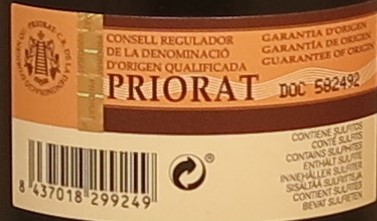 CONSELL REGULADOR
DE LA DENOMINACIÓ
D'ORIGEN QUALIFICADA
PRIORAT
GARANTIA D'ORIGEN
GARANTÍA DE ORIGEN
GUARANTEE OF ORIGIN
DOC 582492
CONTIENE SULFITOS
CONTÉ SULFITS
CONTAINS SULPHITES
ENTHÄLT SULFITE
INNEHÅLLER SULFITER
SISÄLTÄÄ SULFIITTEJA
CONTIENT SULFITES
BEVAT SULFIETEN
8 437018 299249
®